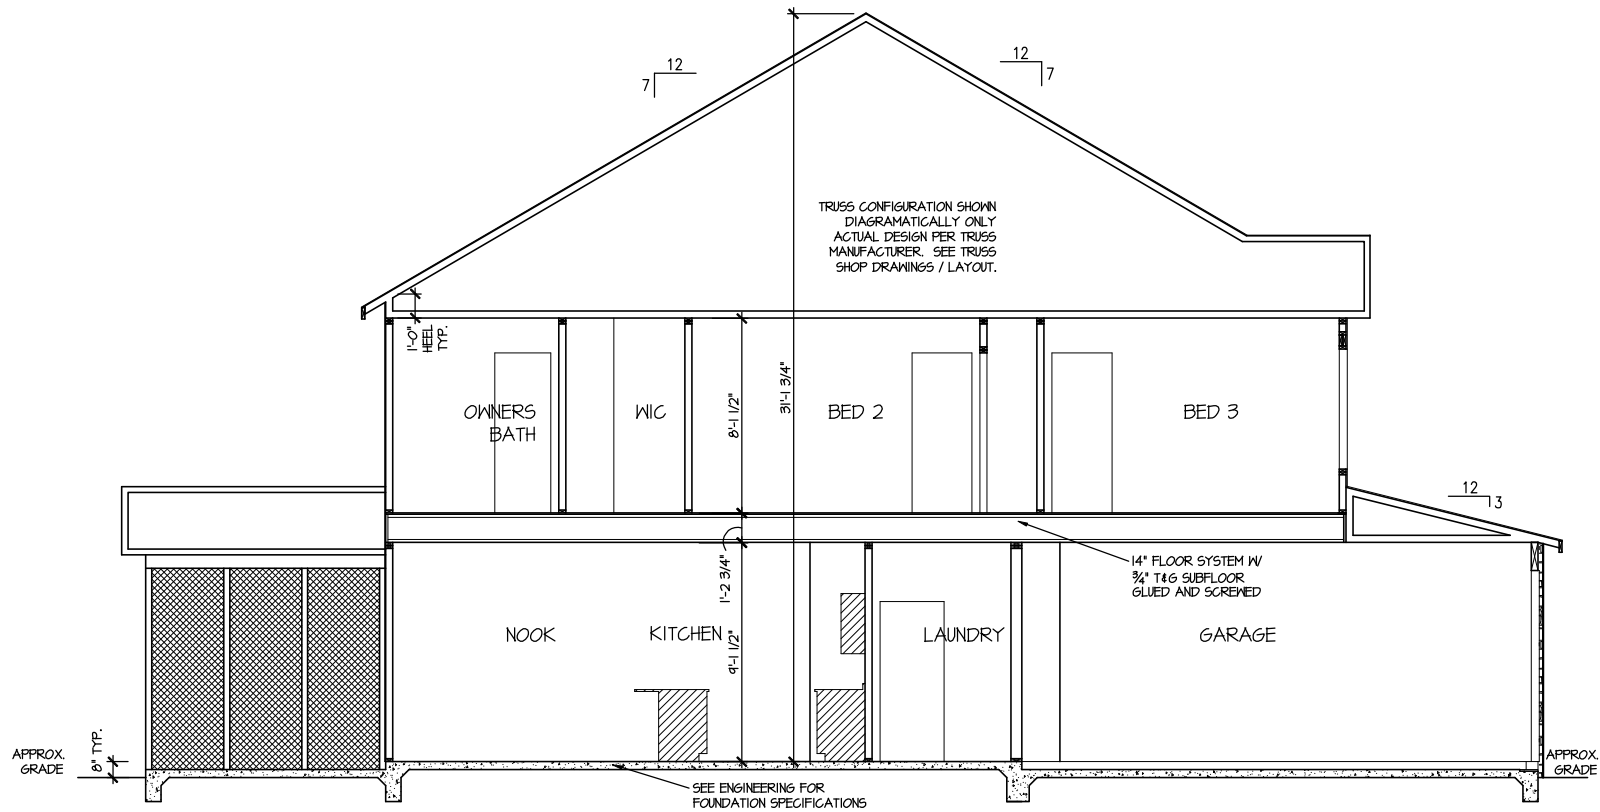 12
7
12
7
TRUSS CONFIGURATION SHOWN
DIAGRAMATICALLY ONLY
ACTUAL DESIGN PER TRUSS
MANUFACTURER. SEE TRUSS
SHOP DRAWINGS / LAYOUT.
1'-0"
HEEL
TYP.
31'-1 3/4"
8'-1 1/2"
OWNERS
BATH
WIC
BED 2
BED 3
12
3
14" FLOOR SYSTEM W/
3/4" T&G SUBFLOOR
GLUED AND SCREWED
1'-2 3/4"
9'-1 1/2"
NOOK
KITCHEN
LAUNDRY
GARAGE
APPROX.
GRADE
8" TYP.
APPROX.
GRADE
SEE ENGINEERING FOR
FOUNDATION SPECIFICATIONS